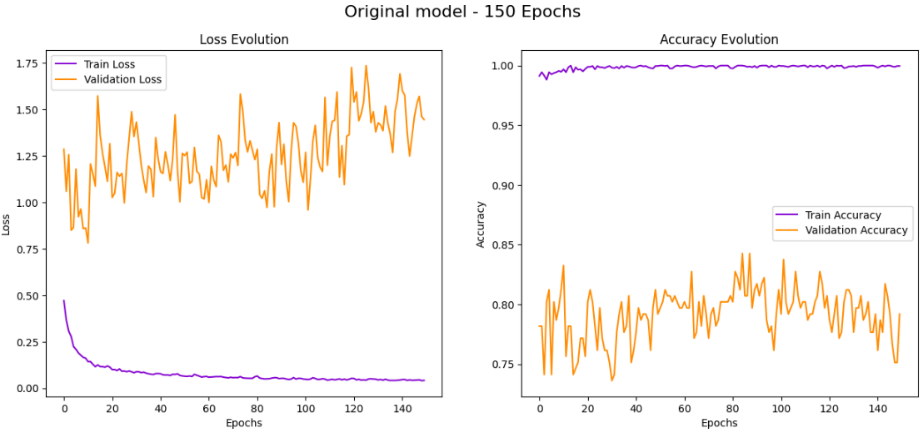 Original model - 150 Epochs
Loss Evolution
Loss
1.75
1.50
1.25
1.00
0.75
0.50
0.25
0.00
Train Loss
Validation Loss
0 20 40 60 80 100 120 140
Epochs
Accuracy Evolution
Accuracy
1.00
0.95
0.90
0.85
0.80
0.75
Train Accuracy
Validation Accuracy
0 20 40 60 80 100 120 140
Epochs